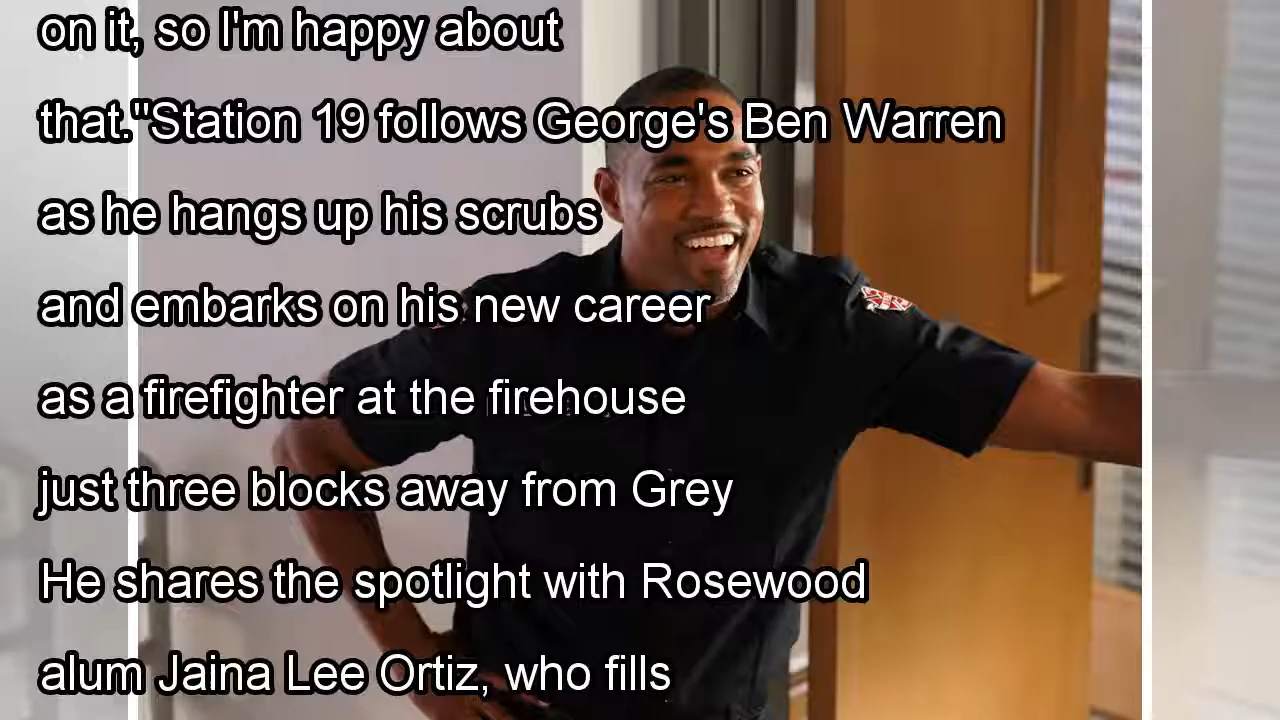 on it, so I'm happy about
that."Station 19 follows George's Ben Warren
as he hangs up his scrubs
and embarks on his new career
as a firefighter at the firehouse
just three blocks away from Grey
He shares the spotlight with Rosewood
alum Jaina Lee Ortiz, who fills